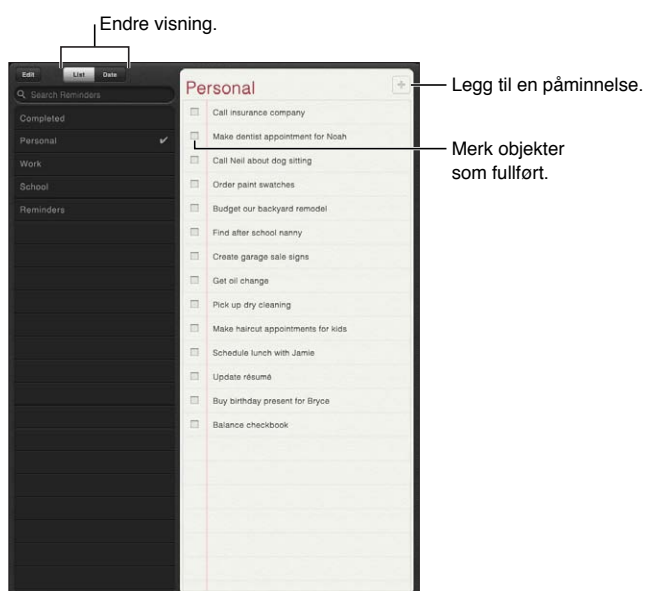 Endre visning.
Edit List Date
Search Reminders
Completed
Personal
Work
School
Reminders
Personal
Call insurance company
Make dentist appointment for Noah
Call Neil about dog sitting
Order paint swatches
Budget our backyard remodel
Find after school nanny
Create garage sale signs
Get oil change
Pick up dry cleaning
Make haircut appointments for kids
Schedule lunch with Jamie
Update résumé
Buy birthday present for Bryce
Balance checkbook
Legg til en påminnelse.
Merk objekter
som fullført.